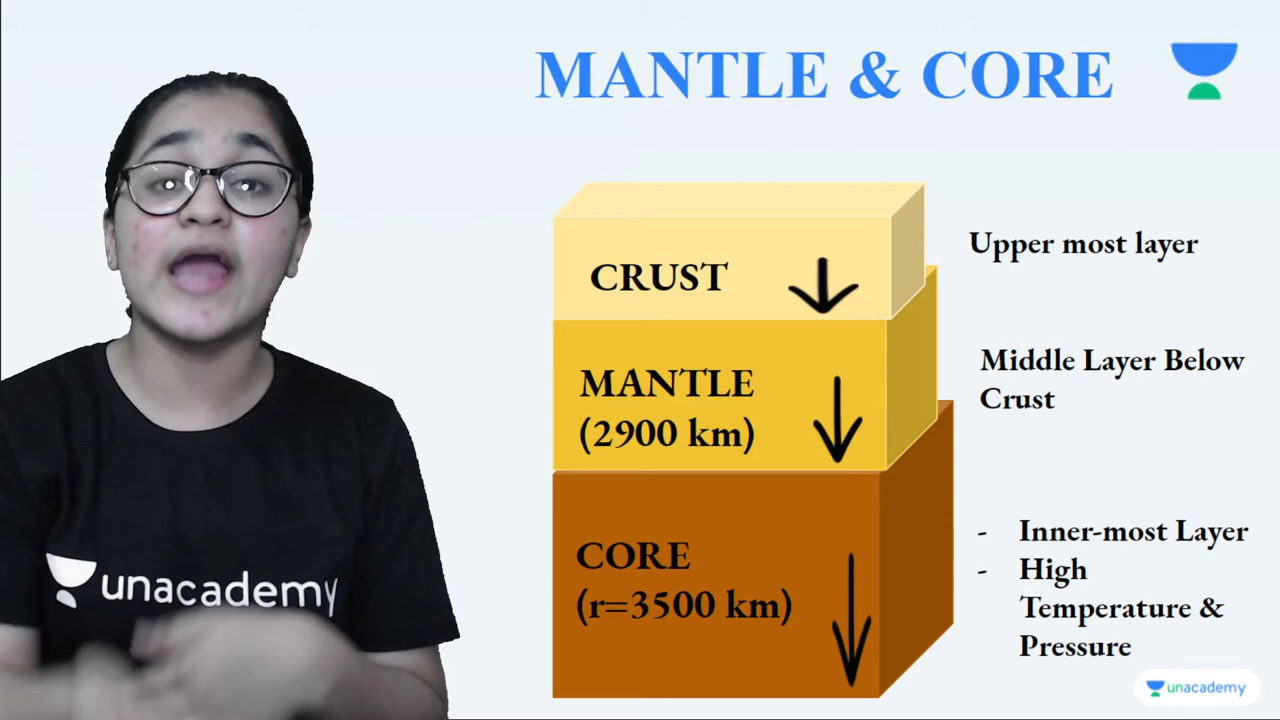 MANTLE & CORE
CRUST
Upper most layer
MANTLE
(2900 km)
Middle Layer Below
Crust
CORE
(r=3500 km)
- Inner-most Layer
- High
Temperature &
Pressure
unacademy
unacademy